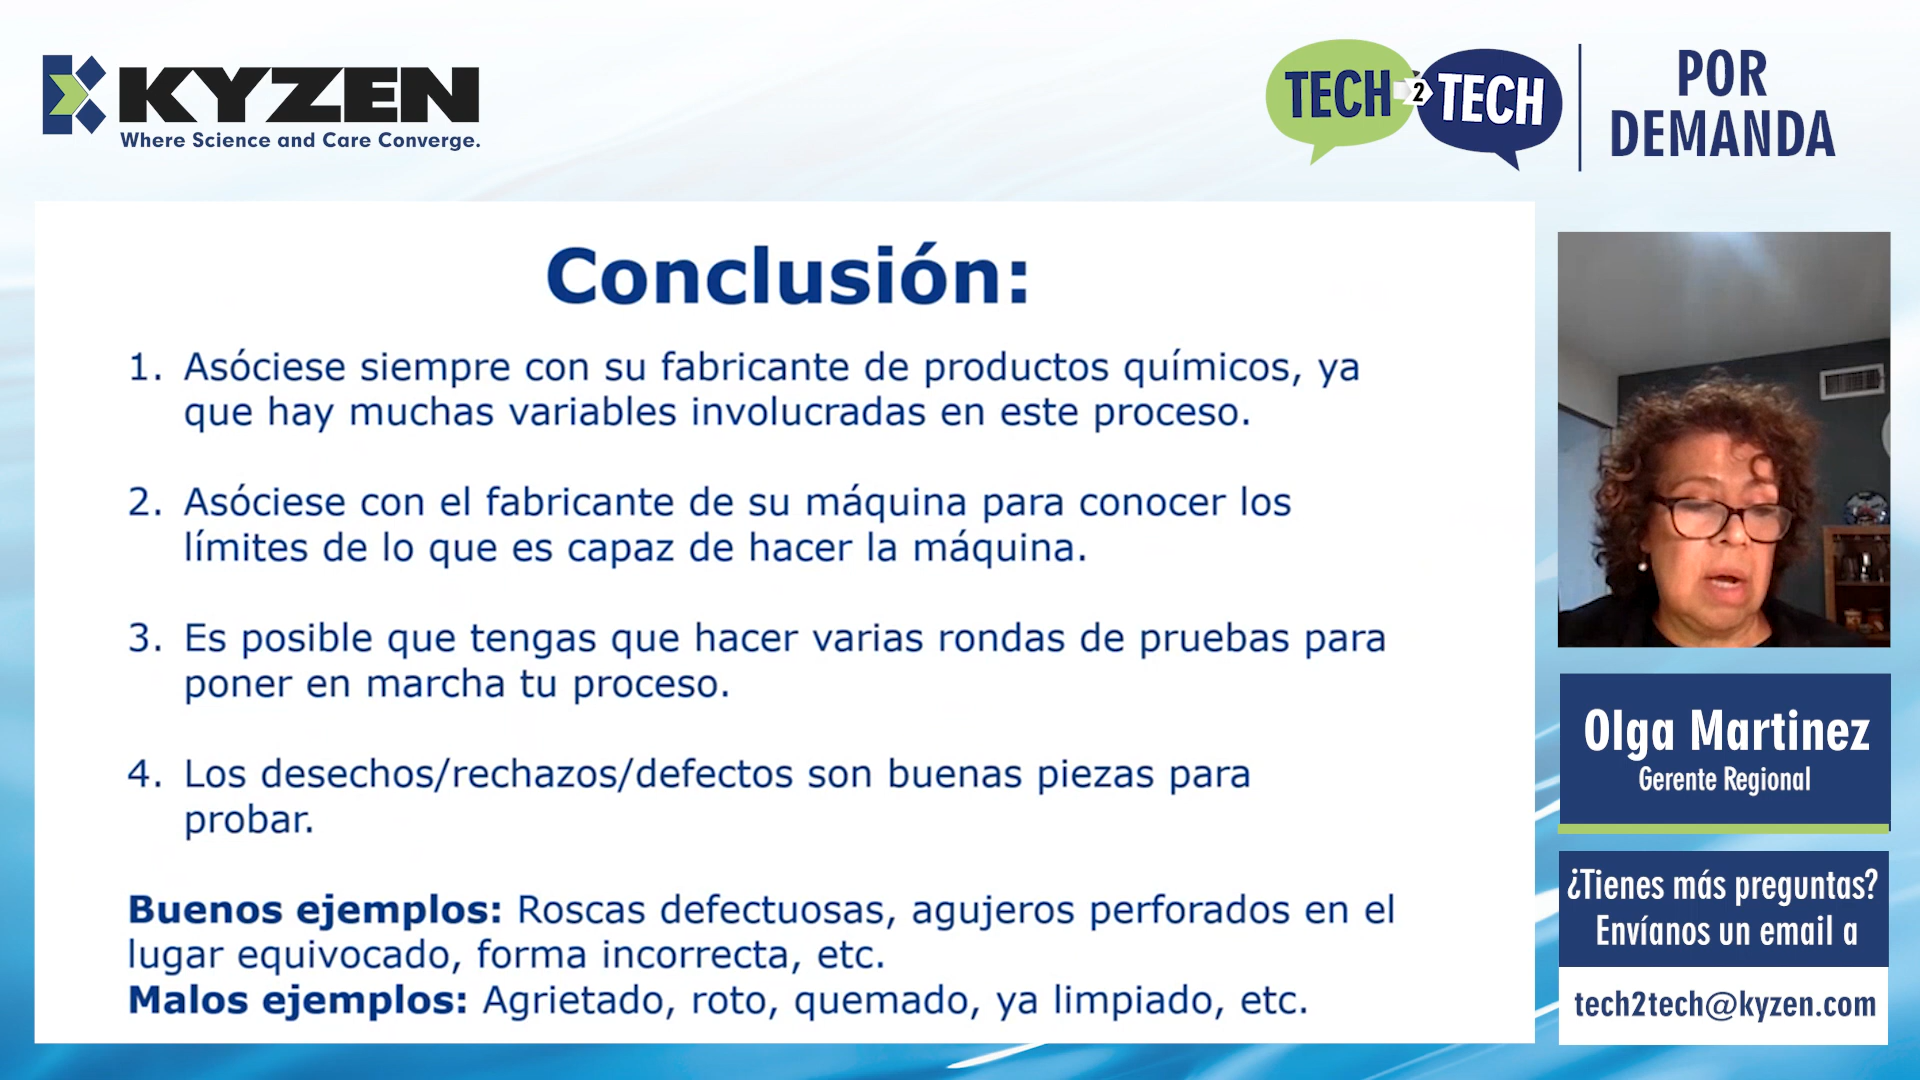 KYZEN
Where Science and Care Converge.
TECH 2 TECH
POR
DEMANDA
Conclusión:
1. Asóciese siempre con su fabricante de productos químicos, ya
que hay muchas variables involucradas en este proceso.
2. Asóciese con el fabricante de su máquina para conocer los
límites de lo que es capaz de hacer la máquina.
3. Es posible que tengas que hacer varias rondas de pruebas para
poner en marcha tu proceso.
4. Los desechos/rechazos/defectos son buenas piezas para
probar.
Buenos ejemplos: Roscas defectuosas, agujeros perforados en el
lugar equivocado, forma incorrecta, etc.
Malos ejemplos: Agrietado, roto, quemado, ya limpiado, etc.
Olga Martinez
Gerente Regional
¿Tienes más preguntas?
Envíanos un email a
tech2tech@kyzen.com